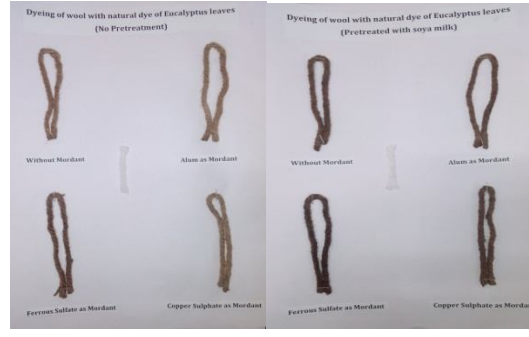 Dyeing of wool with natural dye of Eucalyptus leaves
(No Pretreatment)
Without Mordant
Alum as Mordant
Ferrous Sulfate as Mordant
Copper Sulphate as Mordant
Dyeing of wool with natural dye of Eucalyptus leaves
(Pretreated with soya milk)
Without Mordant
Alum as Mordant
Ferrous Sulfate as Mordant
Copper Sulphate as Morda